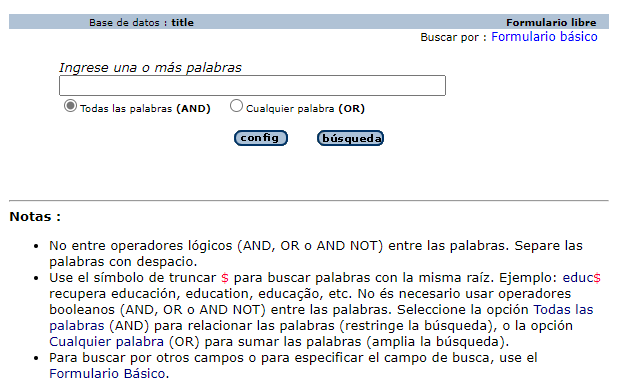 Base de datos : title Formulario libre
Buscar por : Formulario básico
Ingrese una o más palabras
Todas las palabras (AND) Cualquier palabra (OR)
config búsqueda
Notas :
• No entre operadores lógicos (AND, OR o AND NOT) entre las palabras. Separe las
palabras con despacio.
• Use el símbolo de truncar $ para buscar palabras con la misma raíz. Ejemplo: educ$
recupera educación, education, educação, etc. No és necesario usar operadores
booleanos (AND, OR o AND NOT) entre las palabras. Seleccione la opción Todas las
palabras (AND) para relacionar las palabras (restringe la búsqueda), o la opción
Cualquier palabra (OR) para sumar las palabras (amplia la búsqueda).
• Para buscar por otros campos o para especificar el campo de busca, use el
Formulario Básico.